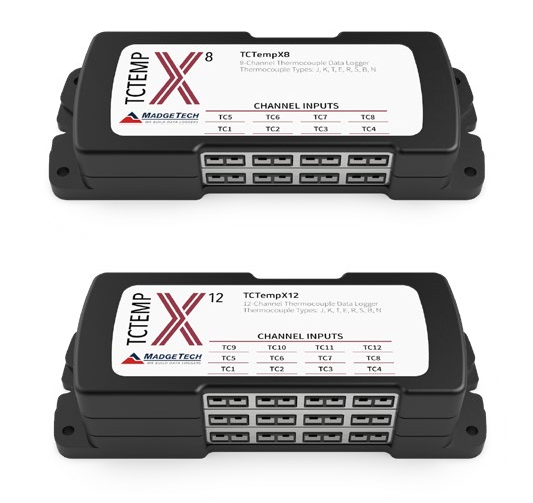 TCTEMP X 8
TCTempX8
8-Channel Thermocouple Data Logger
Thermocouple Types: J, K, T, E, R, S, B, N
CHANNEL INPUTS
TC5 TC6 TC7 TC8
TC1 TC2 TC3 TC4
MADGETECH
WE BUILD DATA LOGGERS
TCTEMP X 12
TCTempX12
12-Channel Thermocouple Data Logger
Thermocouple Types: J, K, T, E, R, S, B, N
CHANNEL INPUTS
TC9 TC10 TC11 TC12
TC5 TC6 TC7 TC8
TC1 TC2 TC3 TC4
MADGETECH
WE BUILD DATA LOGGERS